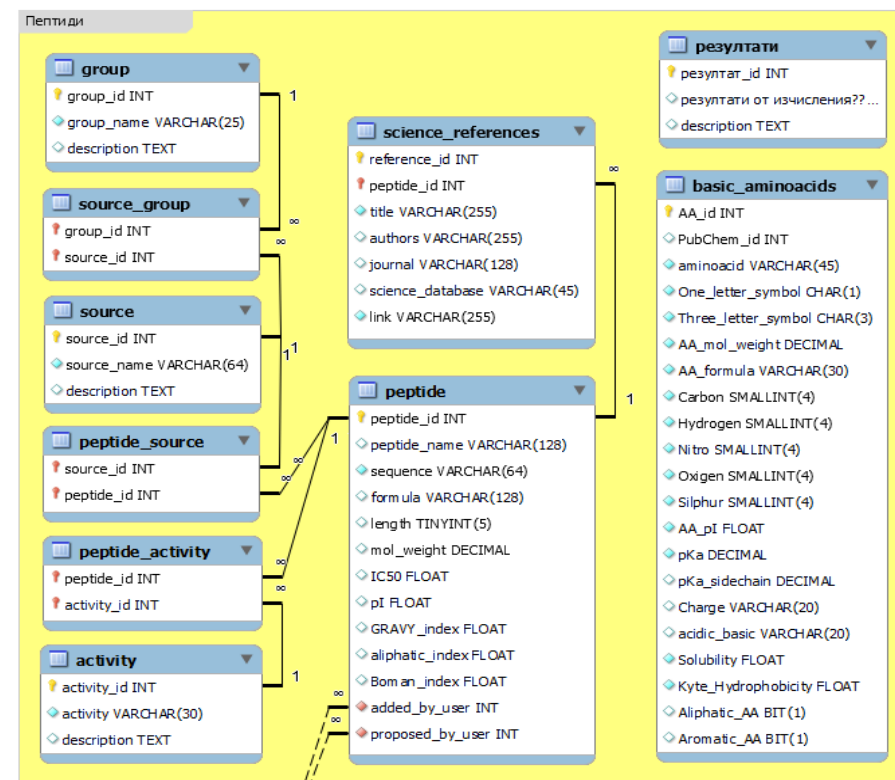 Пептиди
group
group_id INT
group_name VARCHAR(25)
description TEXT
1
source_group
group_id INT
source_id INT
∞
∞
source
source_id INT
source_name VARCHAR(64)
description TEXT
1
1
peptide_source
source_id INT
peptide_id INT
∞
∞
peptide_activity
peptide_id INT
activity_id INT
∞
∞
activity
activity_id INT
activity VARCHAR(30)
description TEXT
1
science_references
reference_id INT
peptide_id INT
title VARCHAR(255)
authors VARCHAR(255)
journal VARCHAR(128)
science_database VARCHAR(45)
link VARCHAR(255)
∞
peptide
peptide_id INT
peptide_name VARCHAR(128)
sequence VARCHAR(64)
formula VARCHAR(128)
length TINYINT(5)
mol_weight DECIMAL
IC50 FLOAT
pI FLOAT
GRAVY_index FLOAT
aliphatic_index FLOAT
Boman_index FLOAT
added_by_user INT
proposed_by_user INT
1
1
∞
∞
резултати
резултат_id INT
резултати от изчисления??...
description TEXT
basic_aminoacids
AA_id INT
PubChem_id INT
aminoacid VARCHAR(45)
One_letter_symbol CHAR(1)
Three_letter_symbol CHAR(3)
AA_mol_weight DECIMAL
AA_formula VARCHAR(30)
Carbon SMALLINT(4)
Hydrogen SMALLINT(4)
Nitro SMALLINT(4)
Oxigen SMALLINT(4)
Silphur SMALLINT(4)
AA_pI FLOAT
pKa DECIMAL
pKa_sidechain DECIMAL
Charge VARCHAR(20)
acidic_basic VARCHAR(20)
Solubility FLOAT
Kyte_Hydrophobicity FLOAT
Aliphatic_AA BIT(1)
Aromatic_AA BIT(1)